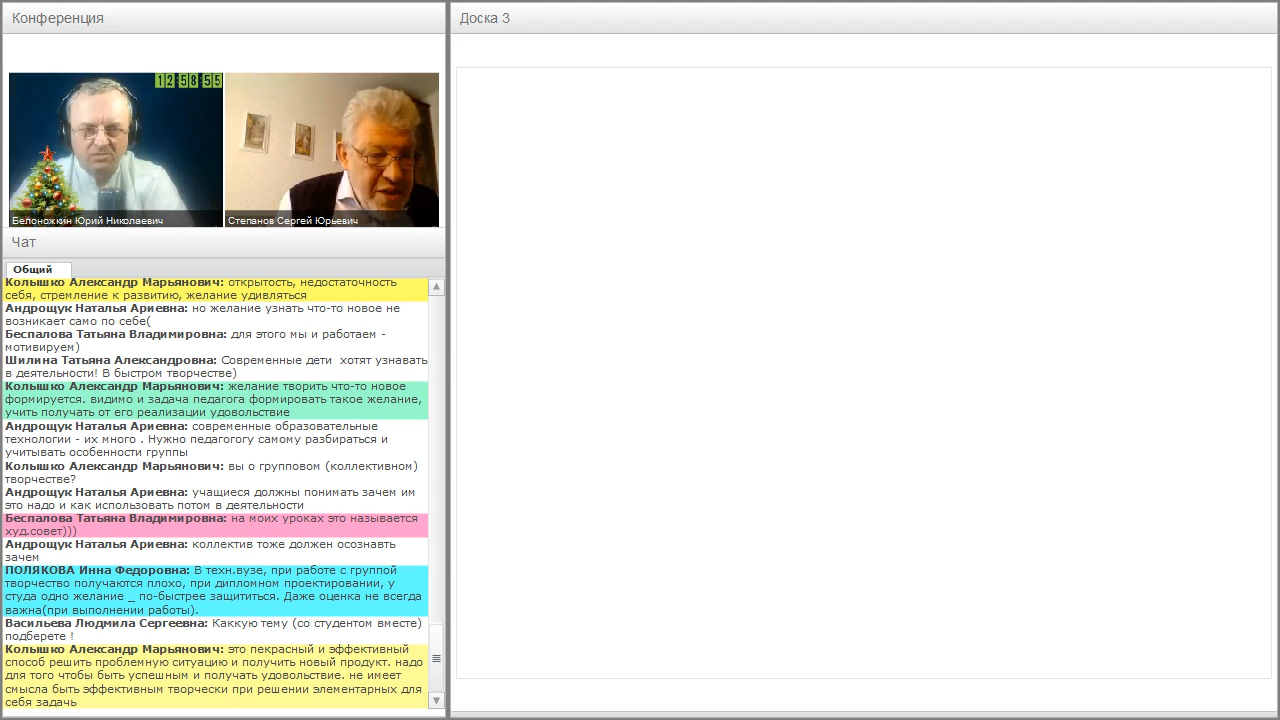 Конференция
Доска 3
12:58:55
Белоножкин Юрий Николаевич
Степанов Сергей Юрьевич
Чат
Общий
Колышко Александр Марьянович: открытость, недостаточность
себя, стремление к развитию, желание удивляться
Андрощук Наталья Ариевна: но желание узнать что-то новое не
возникает само по себе(
Беспалова Татьяна Владимировна: для этого мы и работаем -
мотивируем)
Шилина Татьяна Александровна: Современные дети хотят узнавать
в деятельности! В быстром творчестве)
Колышко Александр Марьянович: желание творить что-то новое
формируется. видимо и задача педагога формировать такое желание,
учить получать от его реализации удовольствие
Андрощук Наталья Ариевна: современные образовательные
технологии - их много . Нужно педагогогу самому разбираться и
учитывать особенности группы
Колышко Александр Марьянович: вы о групповом (коллективном)
творчестве?
Андрощук Наталья Ариевна: учащиеся должны понимать зачем им
это надо и как использовать потом в деятельности
Беспалова Татьяна Владимировна: на моих уроках это называется
худ.совет)))
Андрощук Наталья Ариевна: коллектив тоже должен осознавть
зачем
ПОЛЯКОВА Инна Федоровна: В техн.вузе, при работе с группой
творчество получаются плохо, при дипломном проектировании, у
студа одно желание _ по-быстрее защититься. Даже оценка не всегда
важна(при выполнении работы).
Васильева Людмила Сергеевна: Каккую тему (со студентом вместе)
подберете !
Колышко Александр Марьянович: это пекрасный и эффективный
способ решить проблемную ситуацию и получить новый продукт. надо
для того чтобы быть успешным и получать удовольствие. не имеет
смысла быть эффективным творчески при решении элементарных для
себя задачь